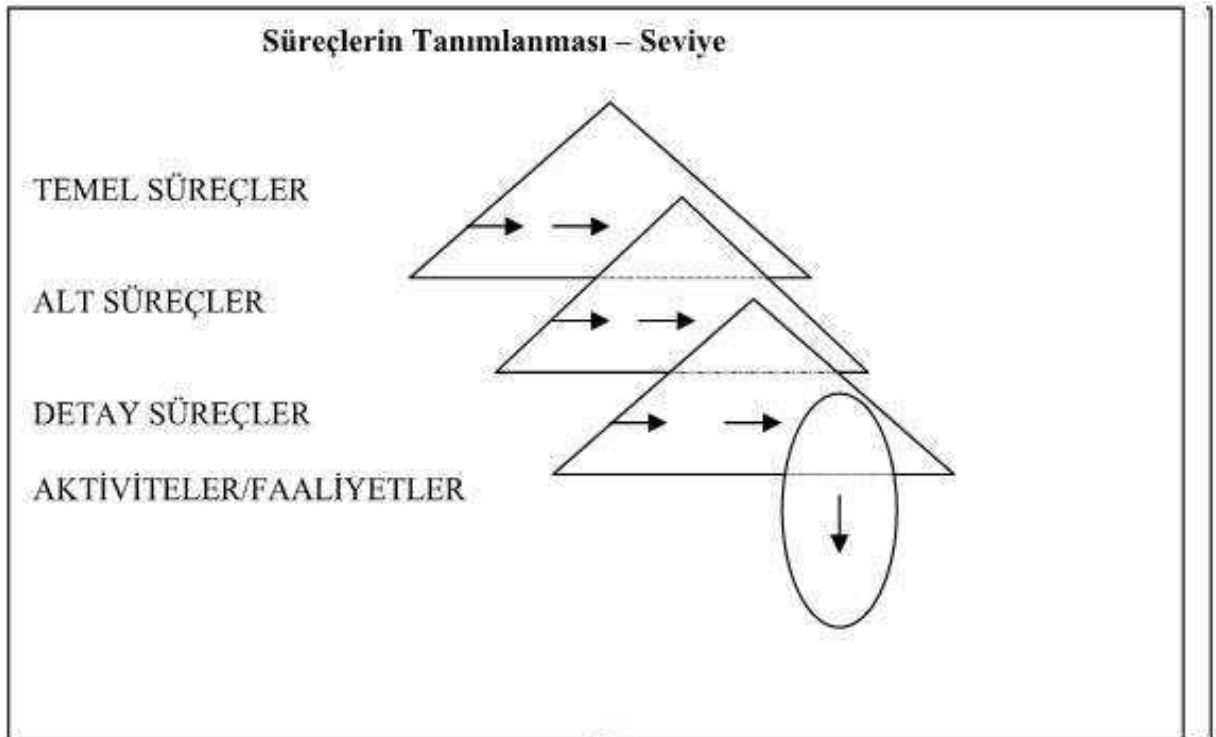 Süreçlerin Tanımlanması – Seviye
TEMEL SÜREÇLER
ALT SÜREÇLER
DETAY SÜREÇLER
AKTİVİTELER/FAALİYETLER